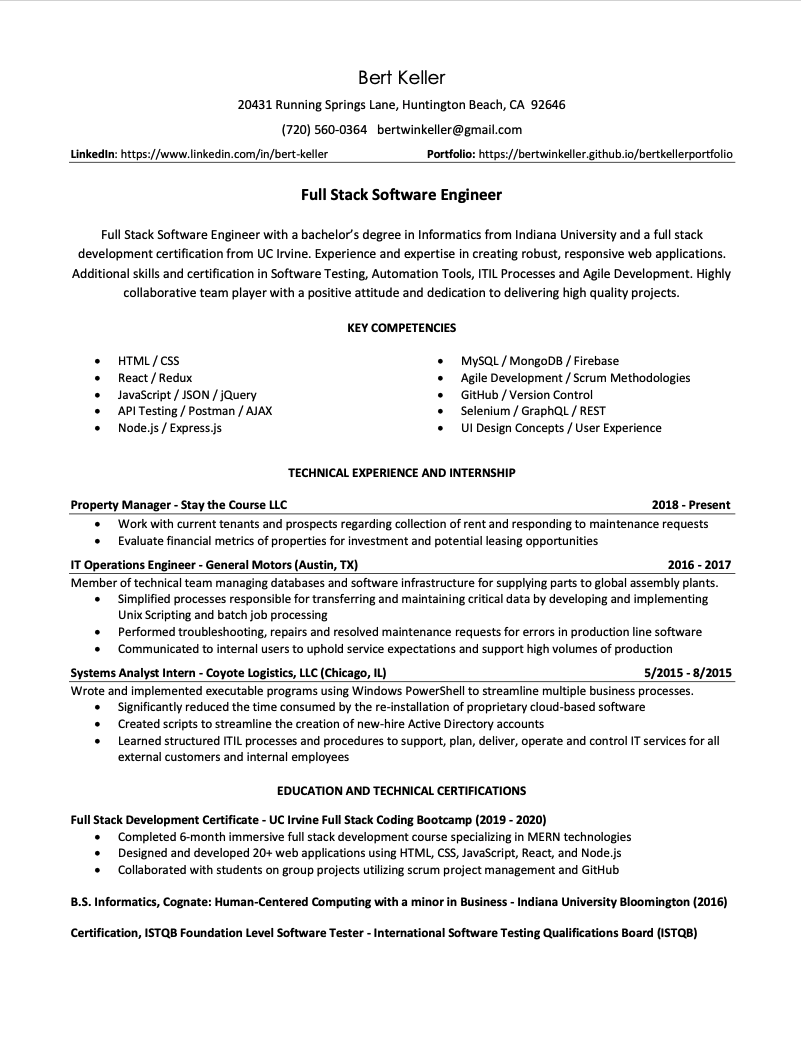 Bert Keller
20431 Running Springs Lane, Huntington Beach, CA 92646
(720) 560-0364 bertwinkeller@gmail.com
LinkedIn: https://www.linkedin.com/in/bert-keller Portfolio: https://bertwinkeller.github.io/bertkellerportfolio
Full Stack Software Engineer
Full Stack Software Engineer with a bachelor's degree in Informatics from Indiana University and a full stack
development certification from UC Irvine. Experience and expertise in creating robust, responsive web applications.
Additional skills and certification in Software Testing, Automation Tools, ITIL Processes and Agile Development. Highly
collaborative team player with a positive attitude and dedication to delivering high quality projects.
KEY COMPETENCIES
• HTML / CSS
• React / Redux
• JavaScript / JSON / jQuery
• API Testing / Postman / AJAX
• Node.js / Express.js
• MySQL / MongoDB / Firebase
• Agile Development / Scrum Methodologies
• GitHub / Version Control
• Selenium / GraphQL / REST
• UI Design Concepts / User Experience
TECHNICAL EXPERIENCE AND INTERNSHIP
Property Manager - Stay the Course LLC 2018 - Present
• Work with current tenants and prospects regarding collection of rent and responding to maintenance requests
• Evaluate financial metrics of properties for investment and potential leasing opportunities
IT Operations Engineer - General Motors (Austin, TX) 2016 - 2017
Member of technical team managing databases and software infrastructure for supplying parts to global assembly plants.
• Simplified processes responsible for transferring and maintaining critical data by developing and implementing
Unix Scripting and batch job processing
• Performed troubleshooting, repairs and resolved maintenance requests for errors in production line software
• Communicated to internal users to uphold service expectations and support high volumes of production
Systems Analyst Intern - Coyote Logistics, LLC (Chicago, IL) 5/2015 - 8/2015
Wrote and implemented executable programs using Windows PowerShell to streamline multiple business processes.
• Significantly reduced the time consumed by the re-installation of proprietary cloud-based software
• Created scripts to streamline the creation of new-hire Active Directory accounts
• Learned structured ITIL processes and procedures to support, plan, deliver, operate and control IT services for all
external customers and internal employees
EDUCATION AND TECHNICAL CERTIFICATIONS
Full Stack Development Certificate - UC Irvine Full Stack Coding Bootcamp (2019 - 2020)
• Completed 6-month immersive full stack development course specializing in MERN technologies
• Designed and developed 20+ web applications using HTML, CSS, JavaScript, React, and Node.js
• Collaborated with students on group projects utilizing scrum project management and GitHub
B.S. Informatics, Cognate: Human-Centered Computing with a minor in Business - Indiana University Bloomington (2016)
Certification, ISTQB Foundation Level Software Tester - International Software Testing Qualifications Board (ISTQB)